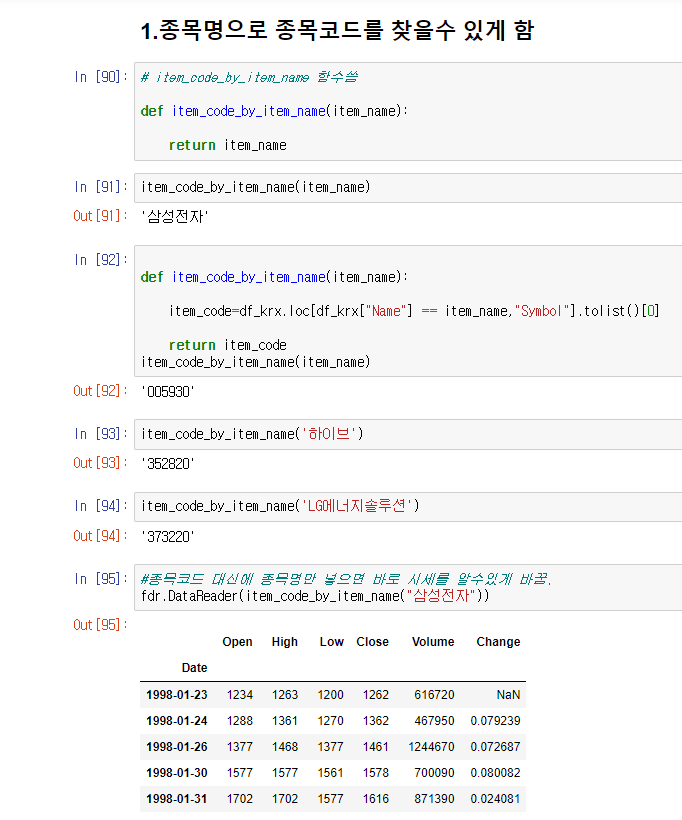 1.종목명으로 종목코드를 찾을수 있게 함
In [90]: # item_code_by_item_name 함수씀
def item_code_by_item_name(item_name):
return item_name
In [91]: item_code_by_item_name(item_name)
Out[91]: '삼성전자'
In [92]:
def item_code_by_item_name(item_name):
item_code=df_krx.loc[df_krx["Name"] == item_name,"Symbol"].tolist()[0]
return item_code
item_code_by_item_name(item_name)
Out[92]: '005930'
In [93]: item_code_by_item_name('하이브')
Out[93]: '352820'
In [94]: item_code_by_item_name('LG에너지솔루션')
Out[94]: '373220'
In [95]: #종목코드 대신에 종목명만 넣으면 바로 시세를 알수있게 바꿈.
fdr.DataReader(item_code_by_item_name("삼성전자"))
Out[95]:
Open High Low Close Volume Change
Date
1998-01-23 1234 1263 1200 1262 616720 NaN
1998-01-24 1288 1361 1270 1362 467950 0.079239
1998-01-26 1377 1468 1377 1461 1244670 0.072687
1998-01-30 1577 1577 1561 1578 700090 0.080082
1998-01-31 1702 1702 1577 1616 871390 0.024081